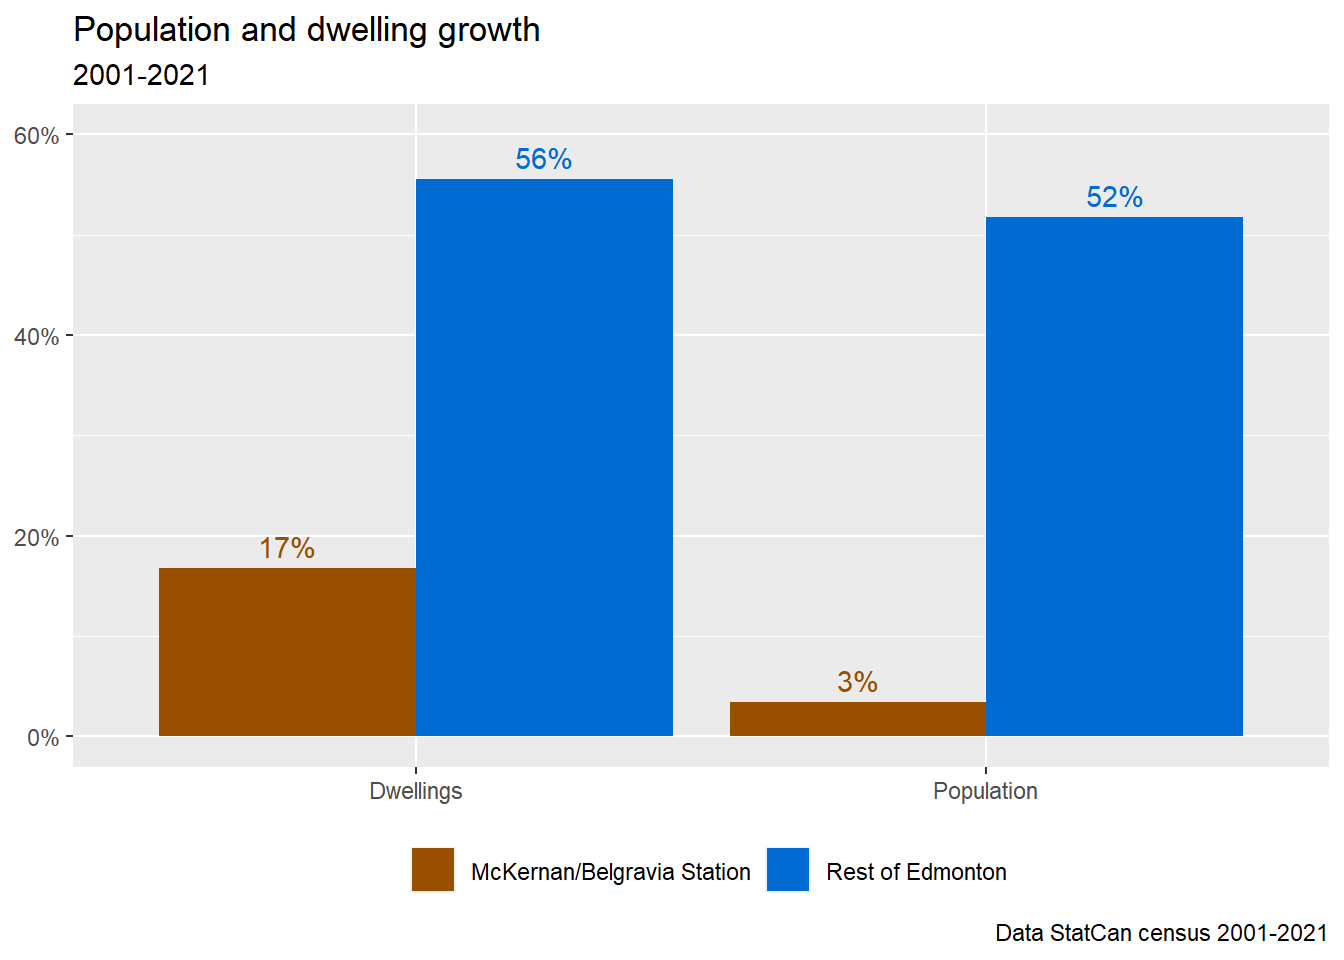 Population and dwelling growth
2001-2021
60%
40%
20%
0%
56%
52%
17%
3%
Dwellings
Population
McKernan/Belgravia Station
Rest of Edmonton
Data StatCan census 2001-2021